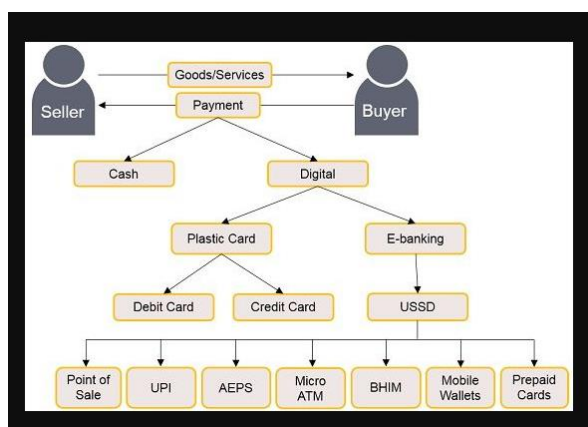 Goods/Services
Seller
Payment
Buyer
Cash
Digital
Plastic Card
E-banking
Debit Card
Credit Card
USSD
Point of
Sale
UPI
AEPS
Micro
ATM
BHIM
Mobile
Wallets
Prepaid
Cards